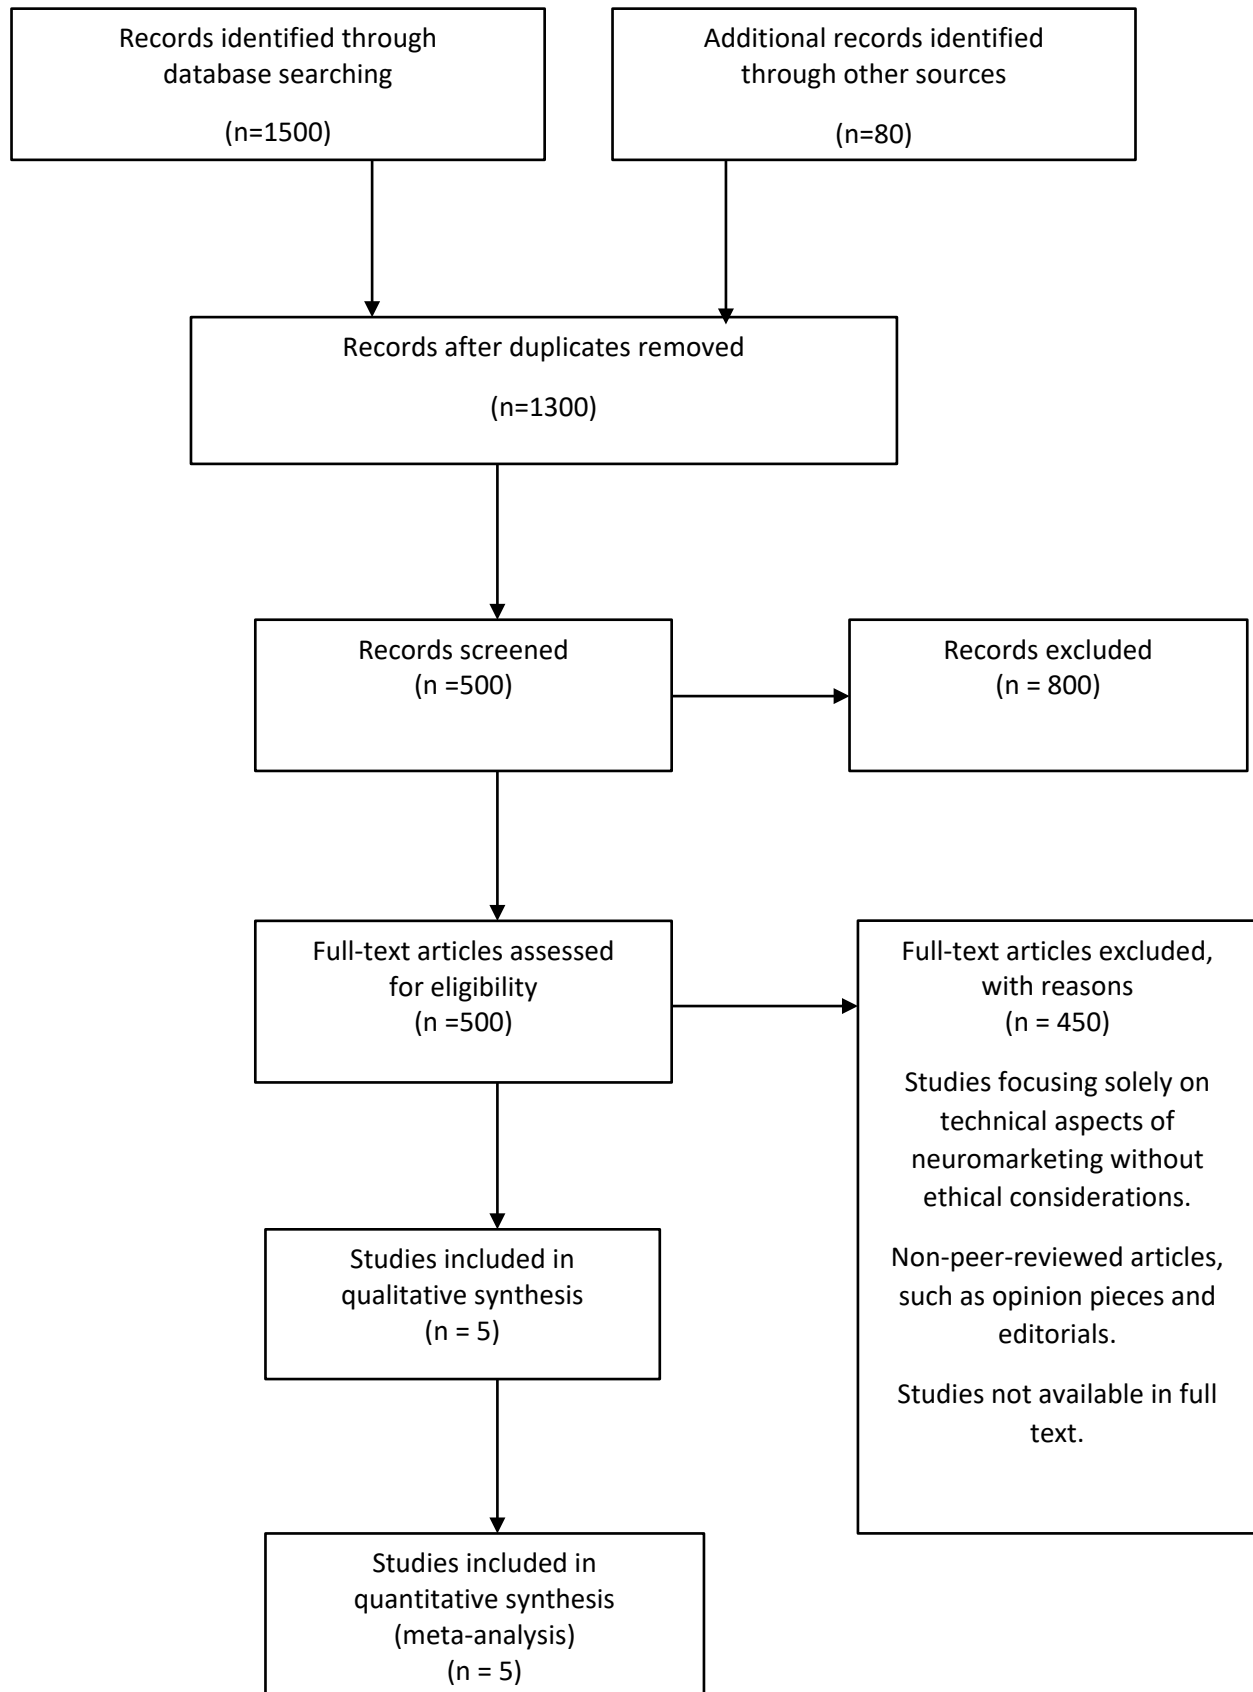 Records identified through
database searching
(n=1500)
Additional records identified
through other sources
(n=80)
Records after duplicates removed
(n=1300)
Records screened
(n =500)
Records excluded
(n = 800)
Full-text articles assessed
for eligibility
(n =500)
Full-text articles excluded,
with reasons
(n = 450)
Studies focusing solely on
technical aspects of
neuromarketing without
ethical considerations.
Non-peer-reviewed articles,
such as opinion pieces and
editorials.
Studies not available in full
text.
Studies included in
qualitative synthesis
(n = 5)
Studies included in
quantitative synthesis
(meta-analysis)
(n = 5)